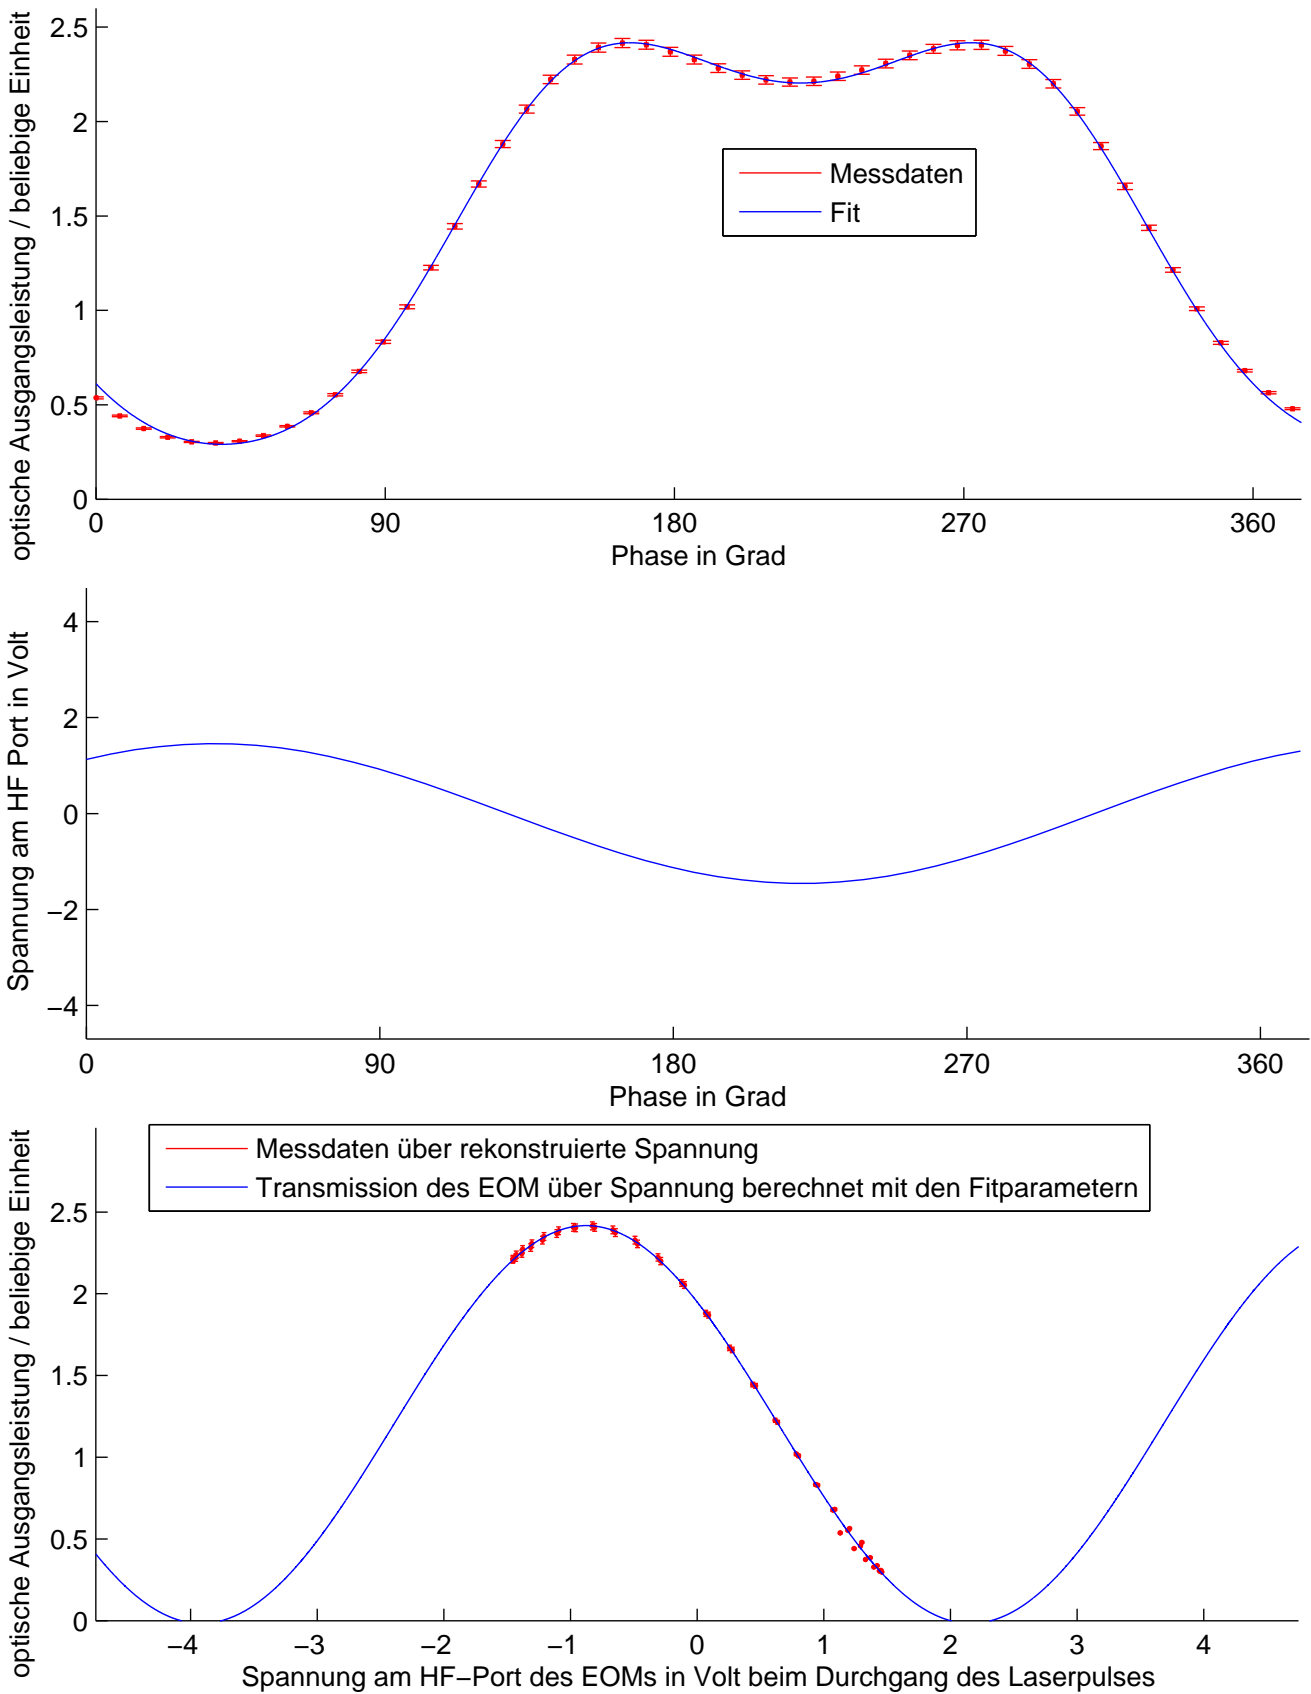 optische Ausgangsleistung / beliebige Einheit
2.5
2
1.5
1
0.5
0
Messdaten
Fit
0 90 180 270 360
Phase in Grad
Spannung am HF Port in Volt
4
2
0
−2
−4
0 90 180 270 360
Phase in Grad
optische Ausgangsleistung / beliebige Einheit
Messdaten über rekonstruierte Spannung
Transmission des EOM über Spannung berechnet mit den Fitparametern
2.5
2
1.5
1
0.5
0
−4 −3 −2 −1 0 1 2 3 4
Spannung am HF−Port des EOMs in Volt beim Durchgang des Laserpulses